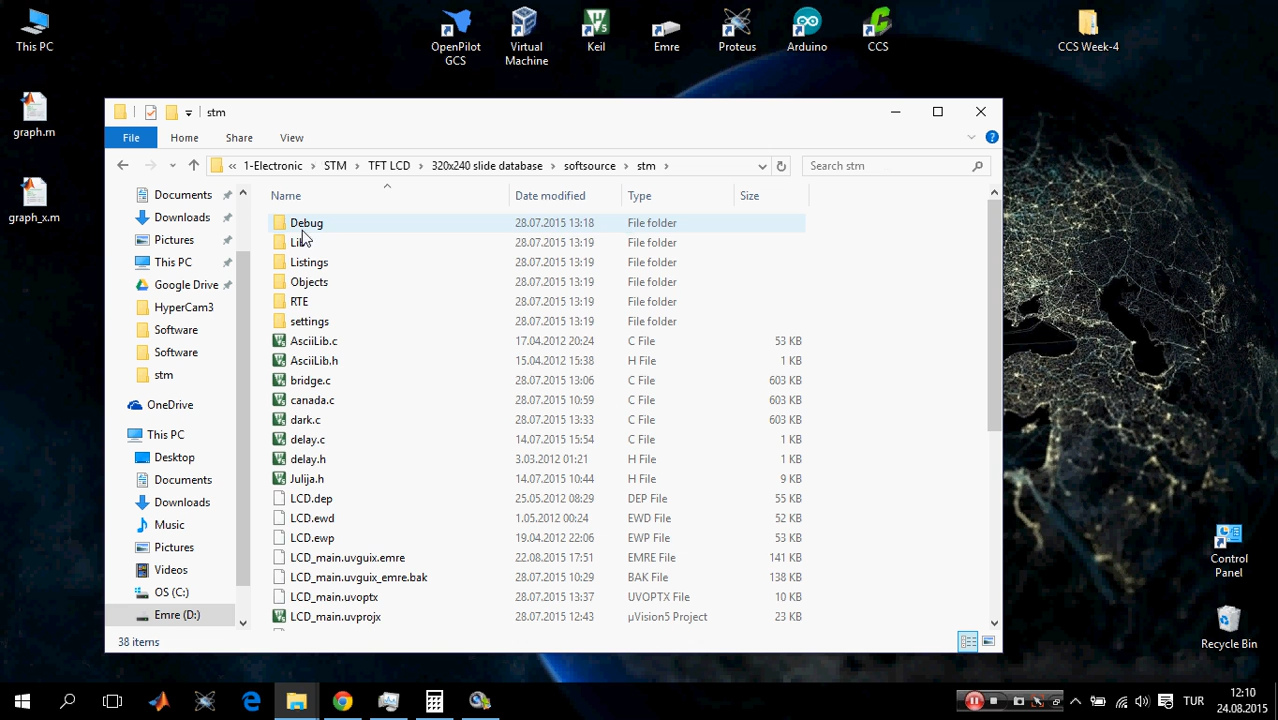 This PC
OpenPilot GCS
Virtual Machine
Keil
Emre
Proteus
Arduino
CCS
CCS Week-4
graph.m
graph_x.m
stm
File Home Share View
« 1-Electronic › STM › TFT LCD › 320x240 slide database › softsource › stm ›
Search stm
Documents
Downloads
Pictures
This PC
Google Drive
HyperCam3
Software
Software
stm
OneDrive
This PC
Desktop
Documents
Downloads
Music
Pictures
Videos
OS (C:)
Emre (D:)
Name Date modified Type Size
Debug 28.07.2015 13:18 File folder
28.07.2015 13:19 File folder
Listings 28.07.2015 13:19 File folder
Objects 28.07.2015 13:19 File folder
RTE 28.07.2015 13:19 File folder
settings 28.07.2015 13:19 File folder
AsciiLib.c 17.04.2012 20:24 C File 53 KB
AsciiLib.h 15.04.2012 15:38 H File 1 KB
bridge.c 28.07.2015 13:06 C File 603 KB
canada.c 28.07.2015 10:59 C File 603 KB
dark.c 28.07.2015 13:33 C File 603 KB
delay.c 14.07.2015 15:54 C File 1 KB
delay.h 3.03.2012 01:21 H File 1 KB
Julija.h 14.07.2015 10:44 H File 9 KB
LCD.dep 25.05.2012 08:29 DEP File 55 KB
LCD.ewd 1.05.2012 00:24 EWD File 52 KB
LCD.ewp 19.04.2012 22:06 EWP File 53 KB
LCD_main.uvguix.emre 22.08.2015 17:51 EMRE File 141 KB
LCD_main.uvguix_emre.bak 28.07.2015 10:29 BAK File 138 KB
LCD_main.uvoptx 28.07.2015 13:37 UVOPTX File 10 KB
LCD_main.uvprojx 28.07.2015 12:43 µVision5 Project 23 KB
38 items
Control Panel
Recycle Bin
TUR
12:10
24.08.2015